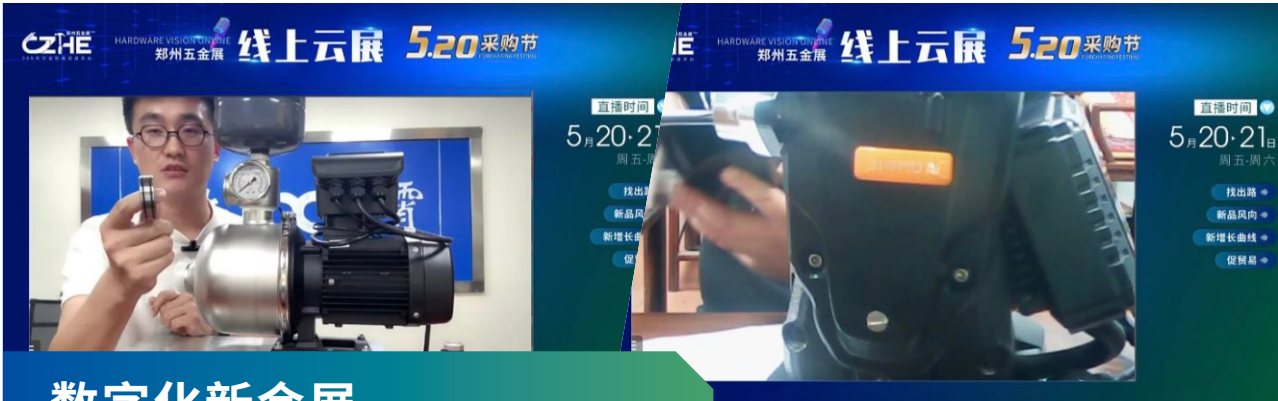 CZHE
HARDWARE VISION ONLINE
郑州五金展
线上云展
5.20采购节
直播时间
5月20·2
周五-周
找出
新品风
新增长曲
促
E
HARDWARE VISION ONLINE
郑州五金展
线上云展
5.20采购节
直播时间
5月20·21日
周五-周六
找出路
新品风向
新增长曲线
促贸易
数字化新会展